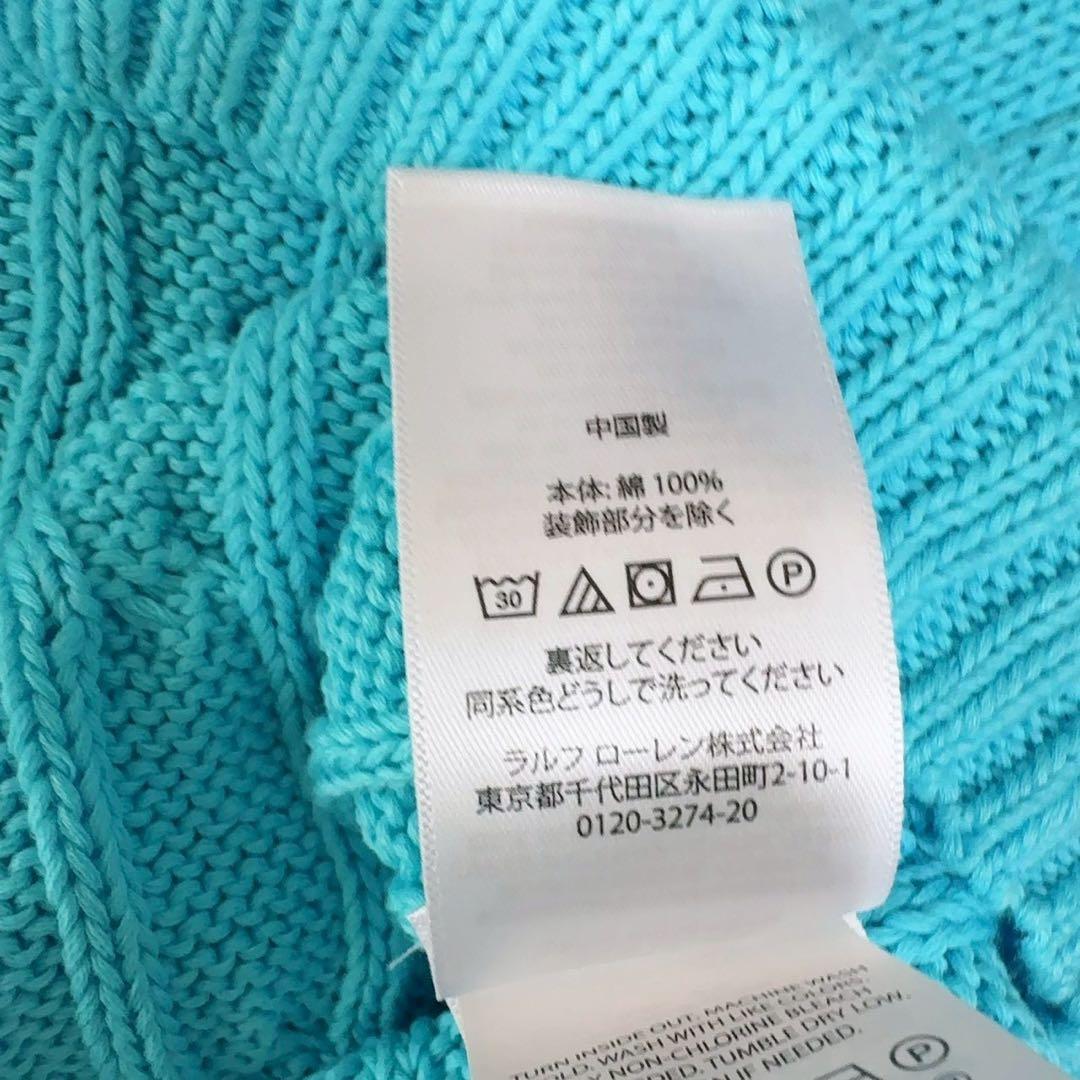 中国製
本体: 綿 100%
装飾部分を除く
30 P
裏返してください
同系色どうしで洗ってください
ラルフ ローレン株式会社
東京都千代田区永田町2-10-1
0120-3274-20
TURN INSIDE OUT. MACHINE WASH
OLD. WASH WITH LIKE COLORS
NON-CHLORINE BLEACH
DED. TUMBLE DRY LOW.
IF NEEDED.
P